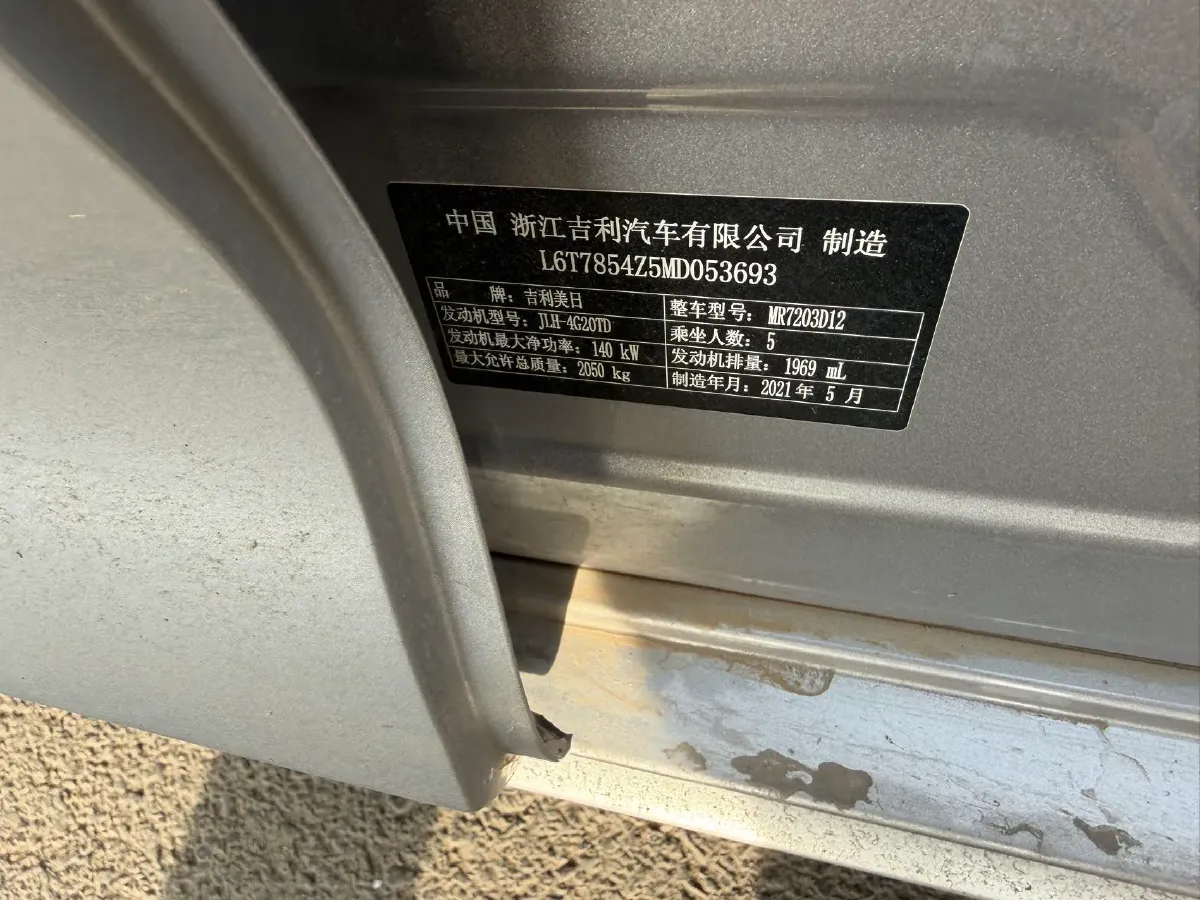 中国 浙江吉利汽车有限公司 制造
L6T7854Z5MD053693
品 牌：吉利美日
整车型号：MR7203D12
发动机型号：JLH-4G20TD
乘坐人数：5
发动机最大净功率：140 kW
发动机排量：1969 mL
最大允许总质量：2050 kg
制造年月：2021年 5 月